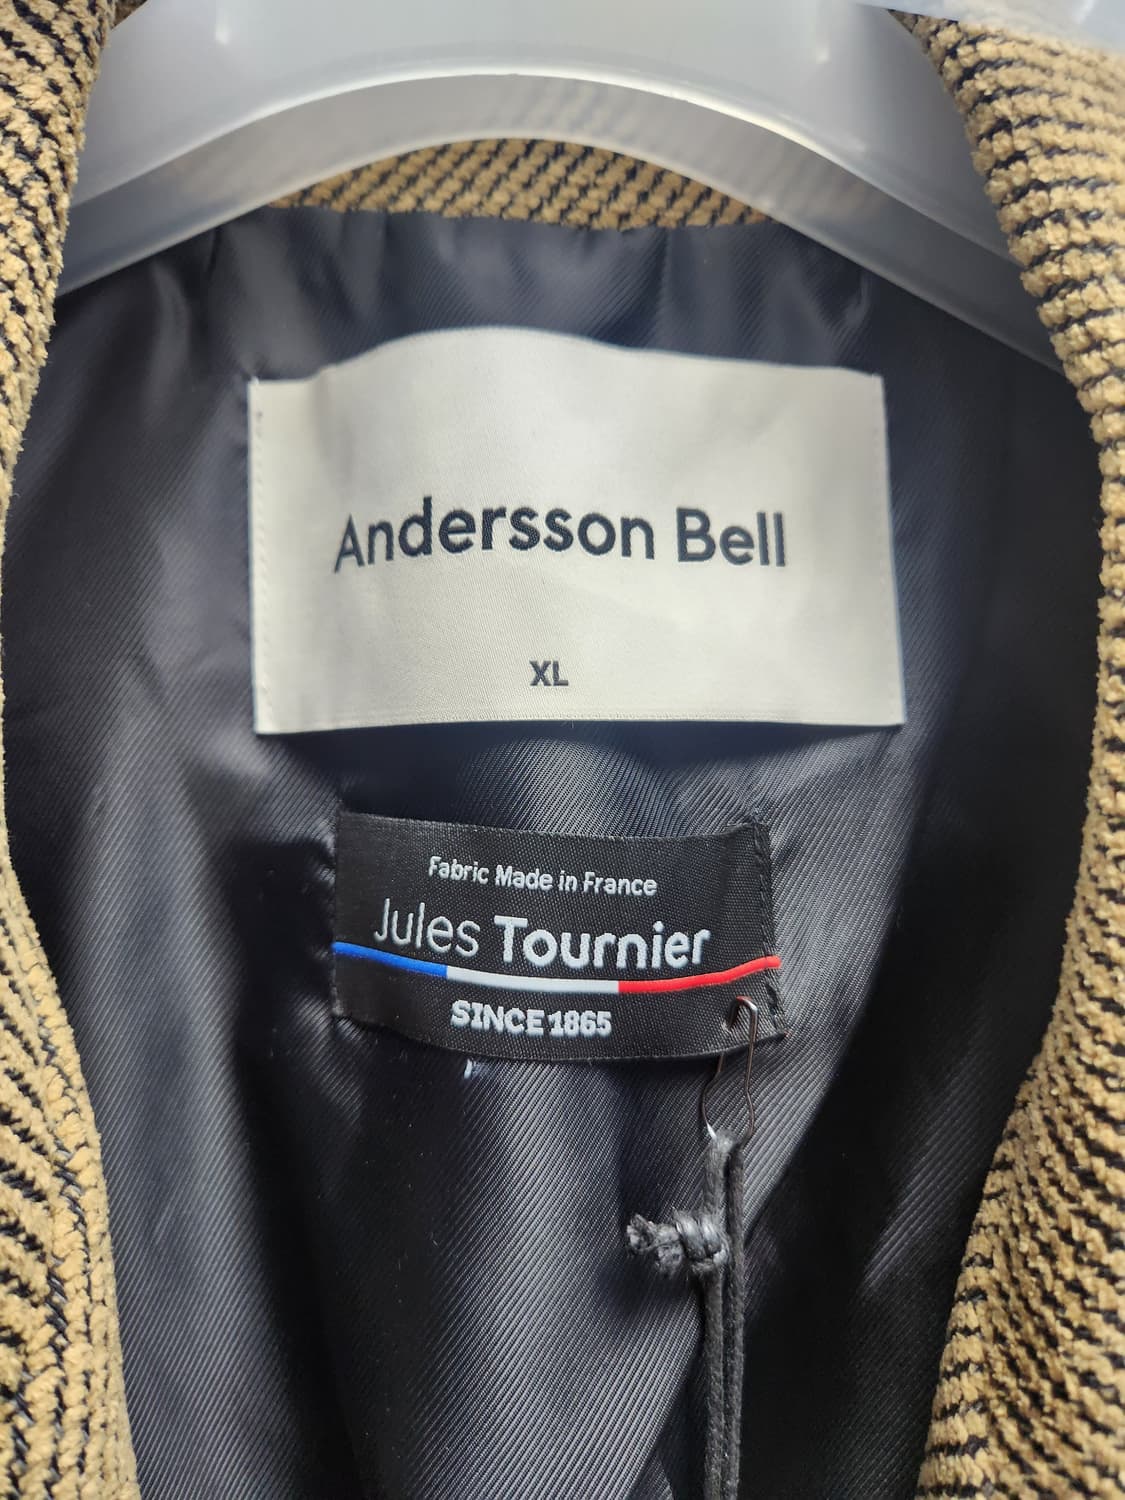 Andersson Bell
XL
Fabric Made in France
Jules Tournier
SINCE 1865